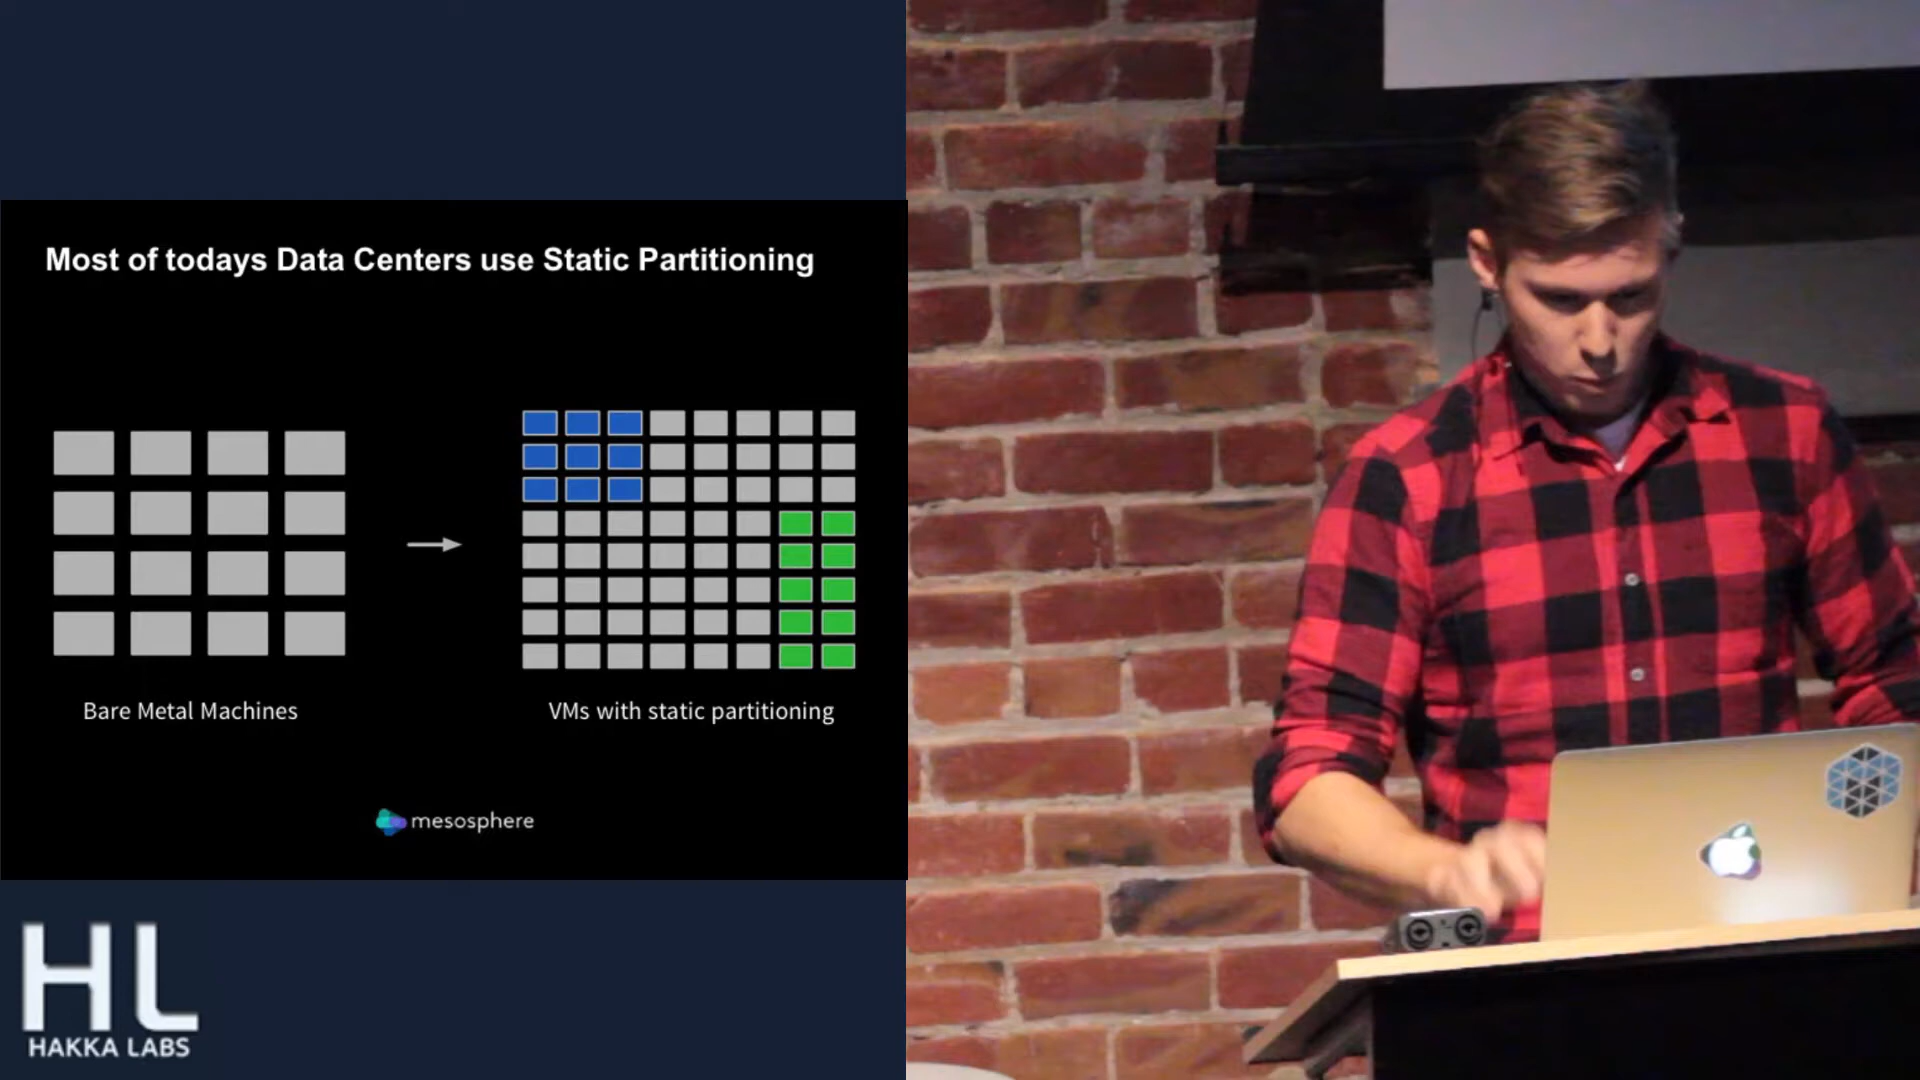 Most of todays Data Centers use Static Partitioning
Bare Metal Machines
VMs with static partitioning
mesosphere
HL
HAKKA LABS